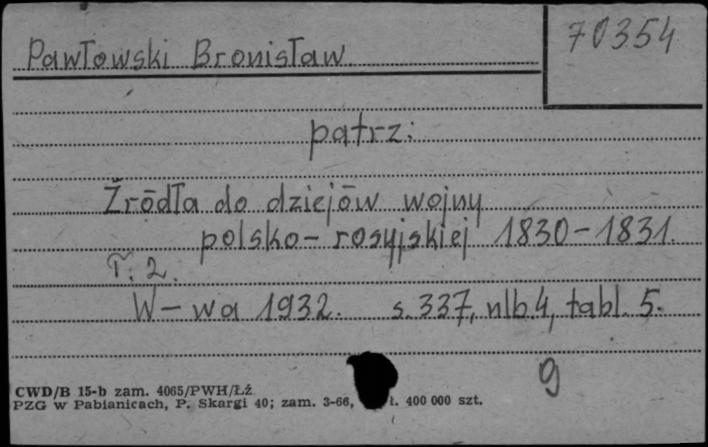 70354
Pawłowski Bronisław
patrz:
Źródła do dziejów wojny
polsko-rosyjskiej 1830-1831.
T. 2.
W-wa 1932. s. 337, nlb. 4, tabl. 5.
g
CWD/B 15-b zam. 4065/PWH/Łź
PZG w Pabianicach, P. Skargi 40; zam. 3-66, ł. 400 000 szt.